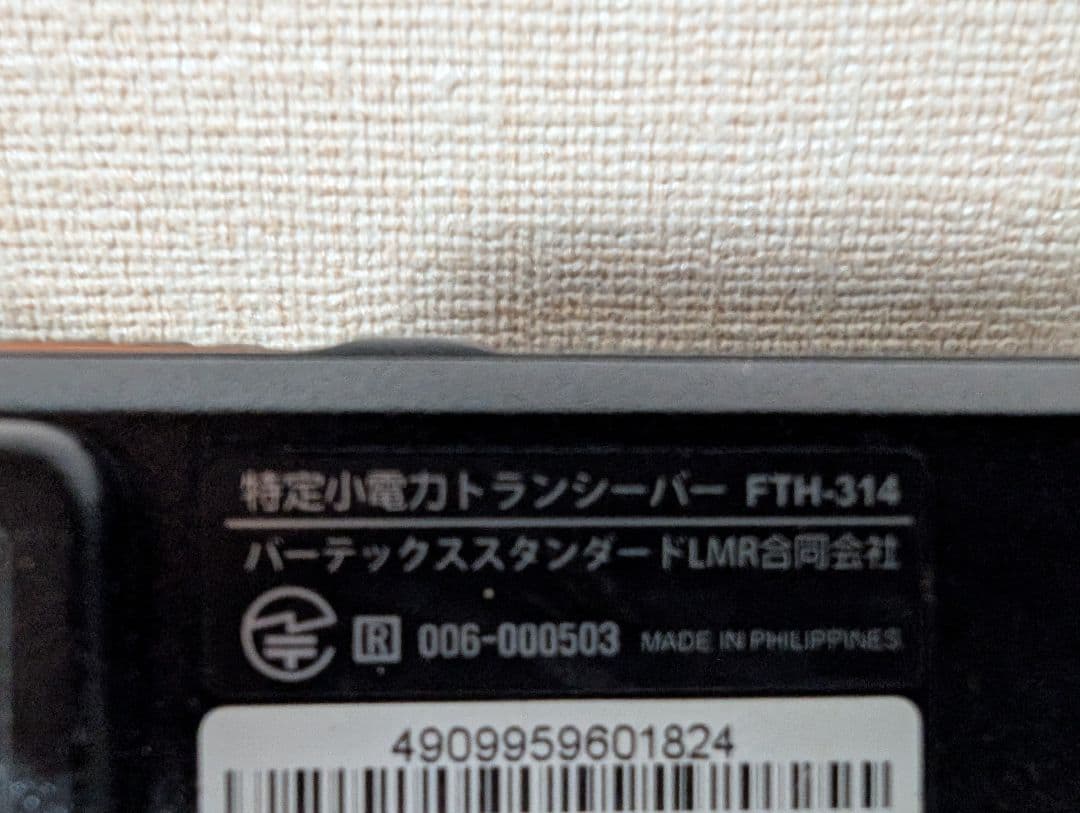 特定小電力トランシーバー FTH-314
バーテックススタンダードLMR合同会社
R 006-000503 MADE IN PHILIPPINES
4909959601824